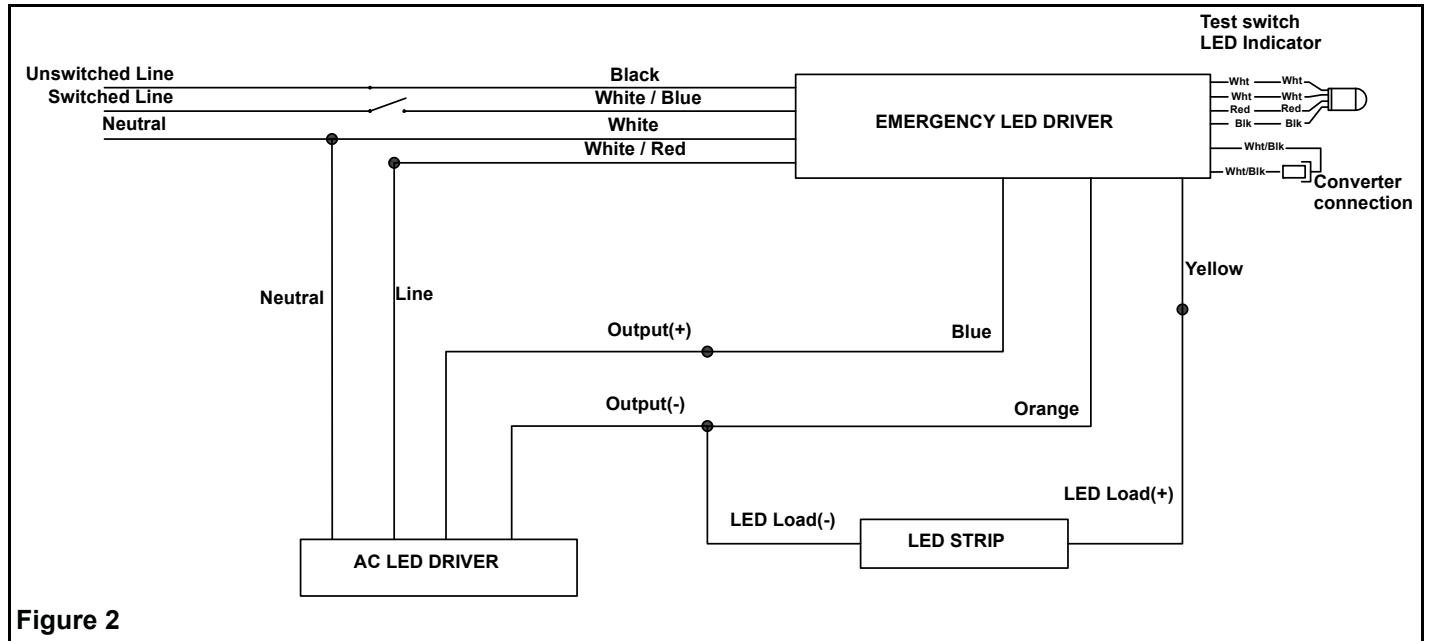 Test switch
LED Indicator
Unswitched Line
Black
Switched Line
White / Blue
Neutral
White
White / Red
EMERGENCY LED DRIVER
Wht Wht
Wht Wht
Red Red
Blk Blk
Wht/Blk
Wht/Blk
Converter
connection
Neutral
Line
Yellow
Output(+)
Blue
Output(-)
Orange
LED Load(+)
LED Load(-)
LED STRIP
AC LED DRIVER
Figure 2